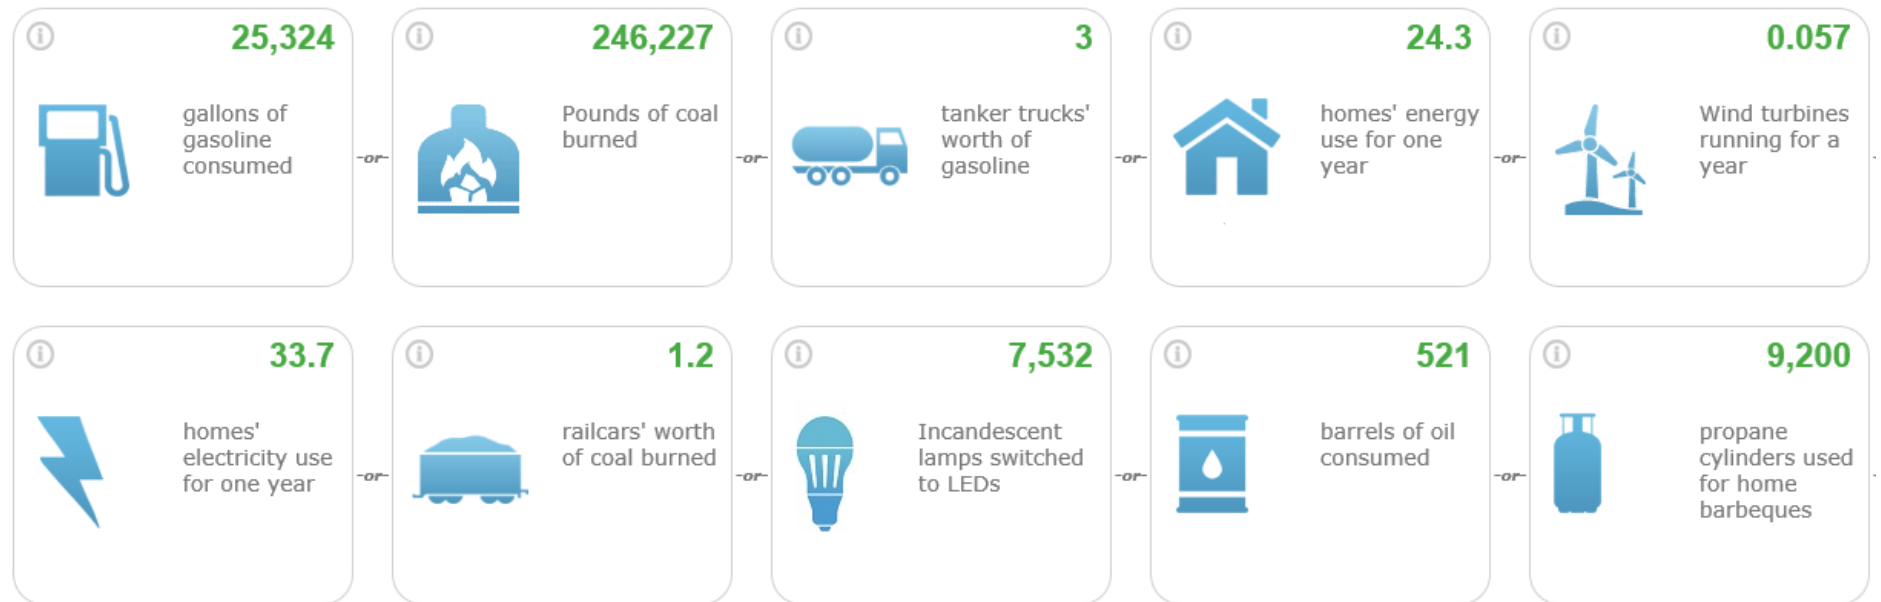 25,324
gallons of
gasoline
consumed
-or-
246,227
Pounds of coal
burned
-or-
3
tanker trucks'
worth of
gasoline
-or-
24.3
homes' energy
use for one
year
-or-
0.057
Wind turbines
running for a
year
33.7
homes'
electricity use
for one year
-or-
1.2
railcars' worth
of coal burned
-or-
7,532
Incandescent
lamps switched
to LEDs
-or-
521
barrels of oil
consumed
-or-
9,200
propane
cylinders used
for home
barbeques